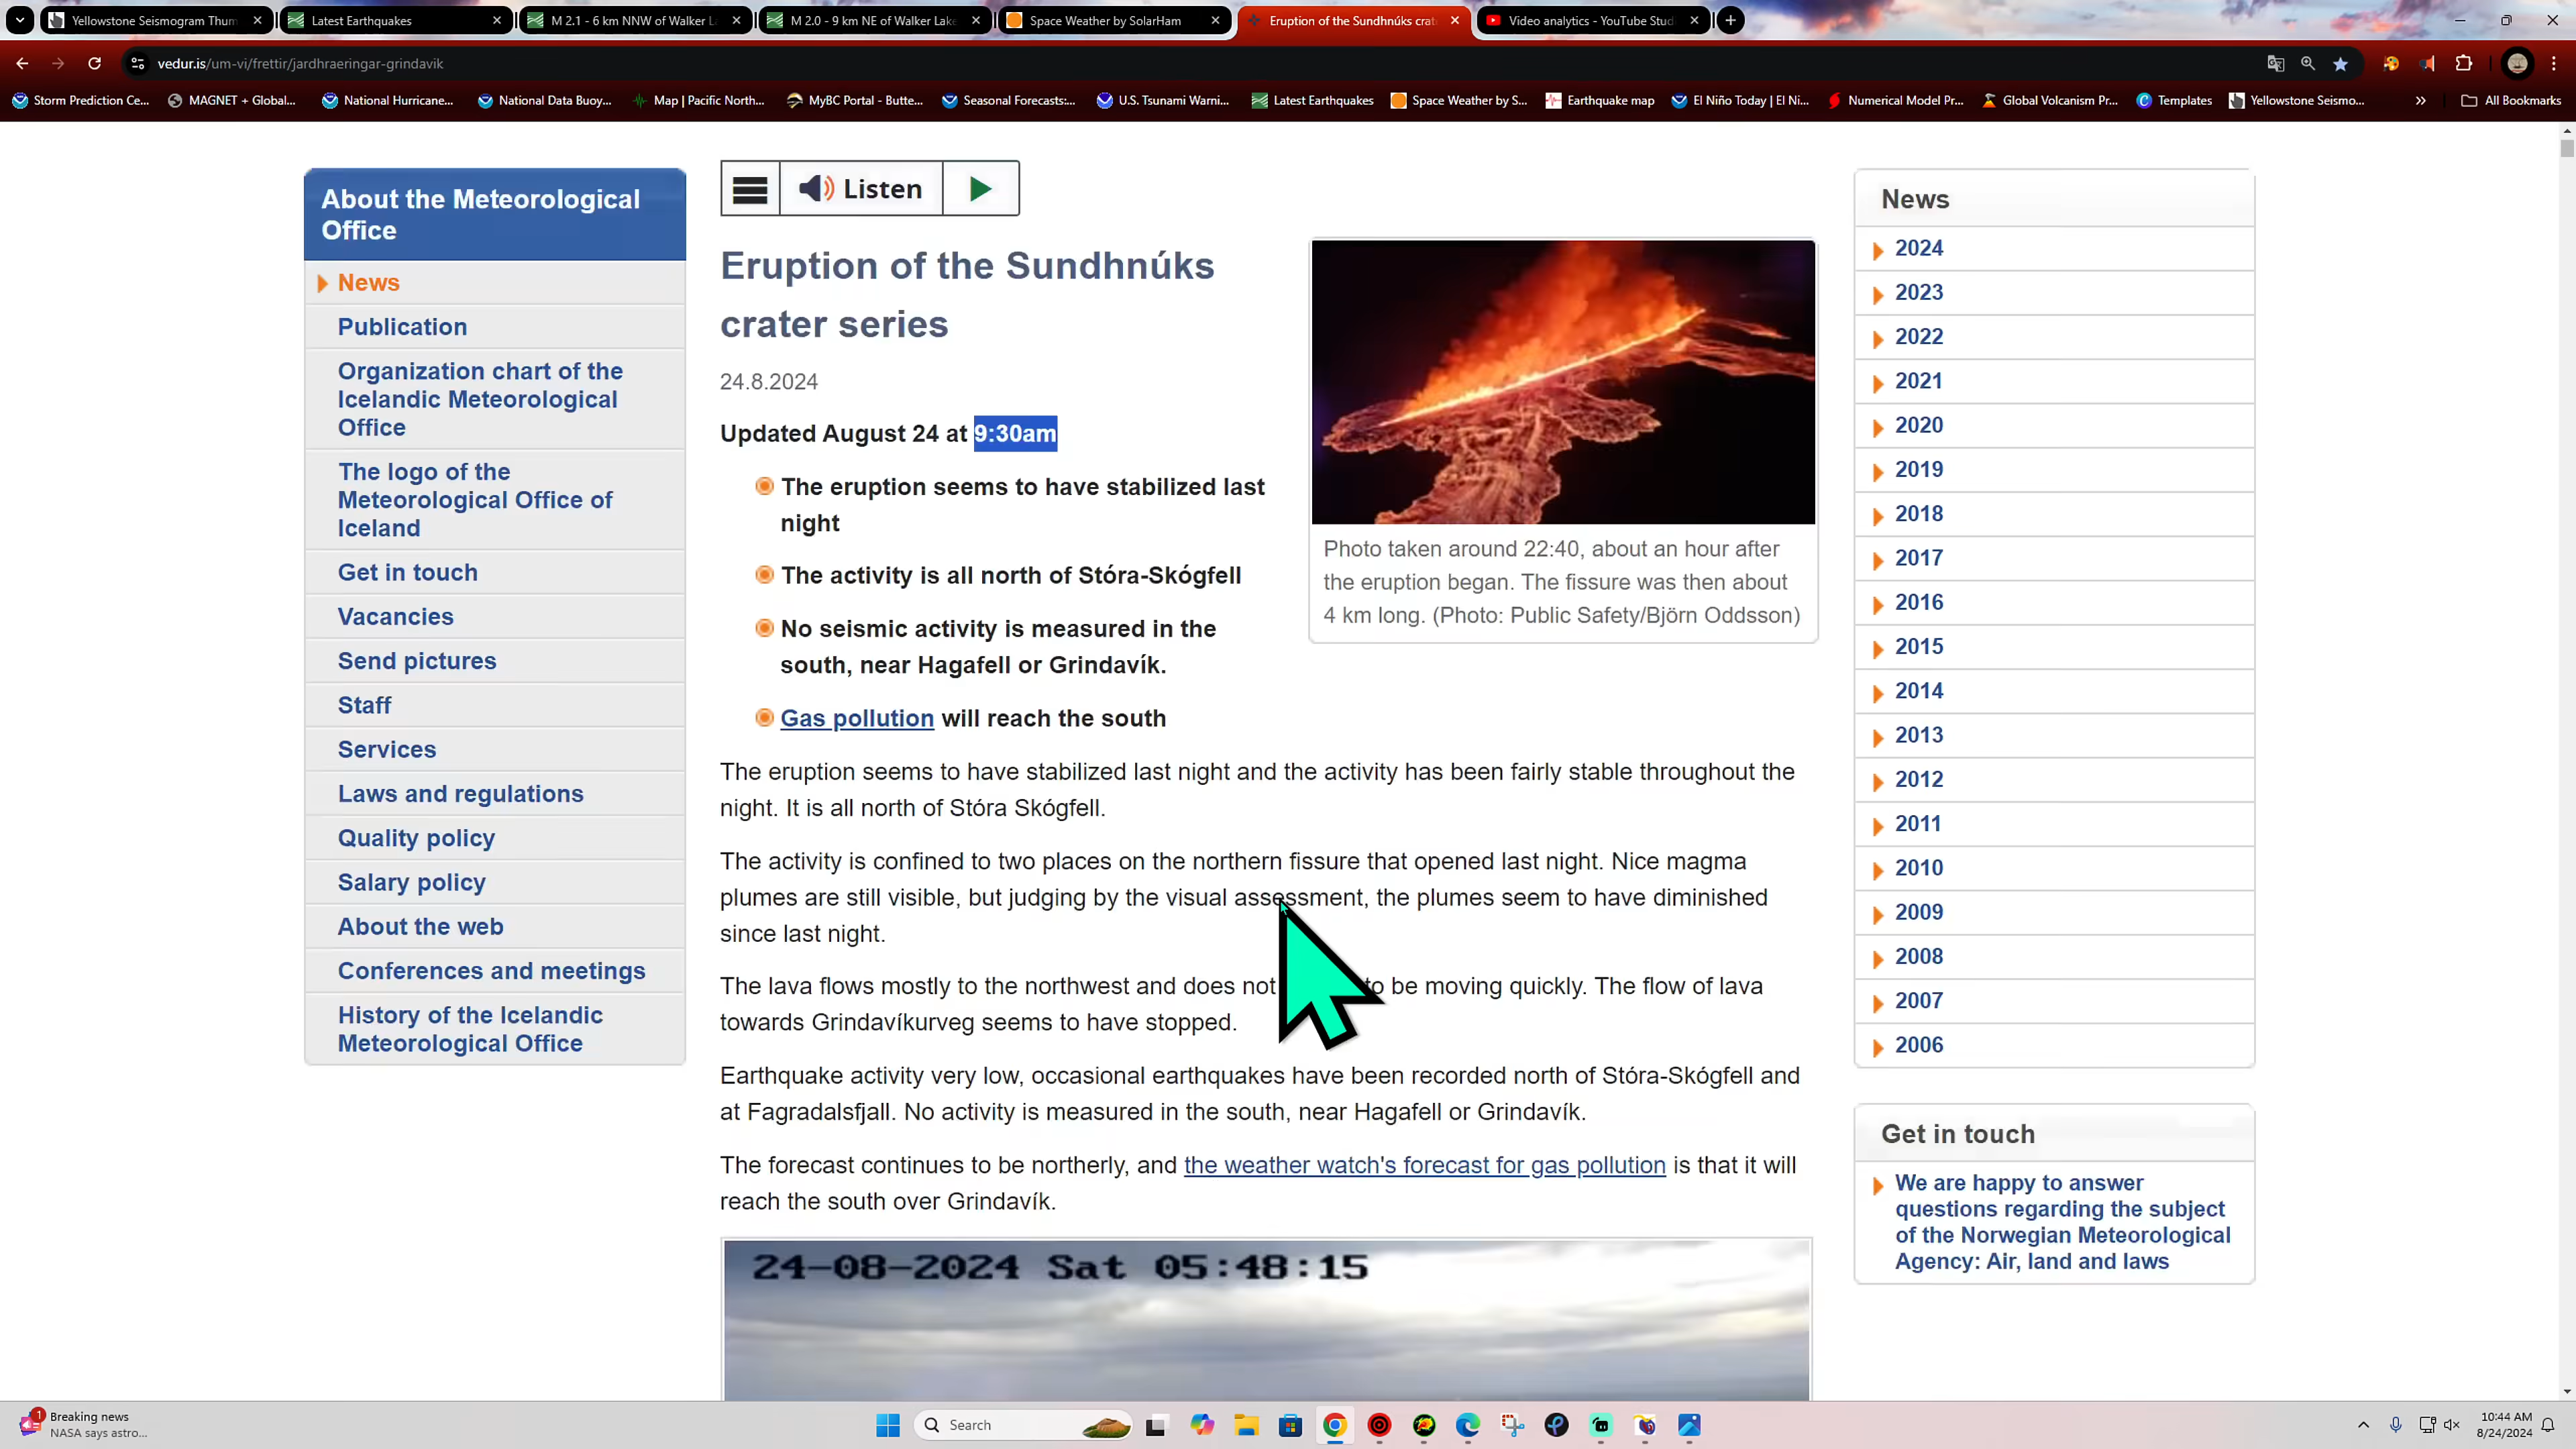 Yellowstone Seismogram Thum
Latest Earthquakes
M 2.1 - 6 km NNW of Walker L
M 2.0 - 9 km NE of Walker Lake
Space Weather by SolarHam
Eruption of the Sundhnúks crat
Video analytics - YouTube Stud
vedur.is/um-vi/frettir/jardhraeringar-grindavik
Storm Prediction Ce...
MAGNET + Global...
National Hurricane...
National Data Buoy...
Map | Pacific North...
MyBC Portal - Butte...
Seasonal Forecasts:...
U.S. Tsunami Warni...
Latest Earthquakes
Space Weather by S...
Earthquake map
El Niño Today | El Ni...
Numerical Model Pr...
Global Volcanism Pr...
Templates
Yellowstone Seismo...
All Bookmarks
About the Meteorological
Office
News
Publication
Organization chart of the
Icelandic Meteorological
Office
The logo of the
Meteorological Office of
Iceland
Get in touch
Vacancies
Send pictures
Staff
Services
Laws and regulations
Quality policy
Salary policy
About the web
Conferences and meetings
History of the Icelandic
Meteorological Office
Listen
Eruption of the Sundhnúks
crater series
24.8.2024
Updated August 24 at 9:30am
The eruption seems to have stabilized last
night
The activity is all north of Stóra-Skógfell
No seismic activity is measured in the
south, near Hagafell or Grindavík.
Gas pollution will reach the south
Photo taken around 22:40, about an hour after
the eruption began. The fissure was then about
4 km long. (Photo: Public Safety/Björn Oddsson)
The eruption seems to have stabilized last night and the activity has been fairly stable throughout the
night. It is all north of Stóra Skógfell.
The activity is confined to two places on the northern fissure that opened last night. Nice magma
plumes are still visible, but judging by the visual assessment, the plumes seem to have diminished
since last night.
The lava flows mostly to the northwest and does not to be moving quickly. The flow of lava
towards Grindavíkurveg seems to have stopped.
Earthquake activity very low, occasional earthquakes have been recorded north of Stóra-Skógfell and
at Fagradalsfjall. No activity is measured in the south, near Hagafell or Grindavík.
The forecast continues to be northerly, and the weather watch's forecast for gas pollution is that it will
reach the south over Grindavík.
24-08-2024 Sat 05:48:15
News
2024
2023
2022
2021
2020
2019
2018
2017
2016
2015
2014
2013
2012
2011
2010
2009
2008
2007
2006
Get in touch
We are happy to answer
questions regarding the subject
of the Norwegian Meteorological
Agency: Air, land and laws
1
Breaking news
NASA says astro...
Search
10:44 AM
8/24/2024